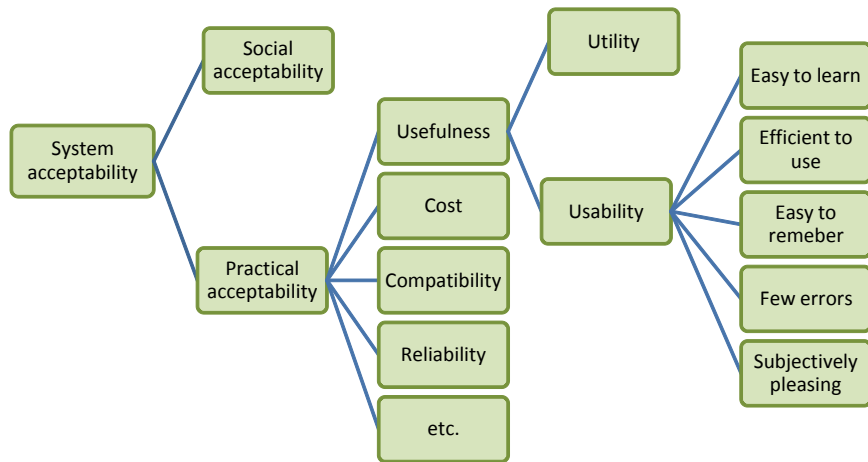 System
acceptability
Social
acceptability
Practical
acceptability
Usefulness
Cost
Compatibility
Reliability
etc.
Utility
Usability
Easy to learn
Efficient to
use
Easy to
remeber
Few errors
Subjectively
pleasing